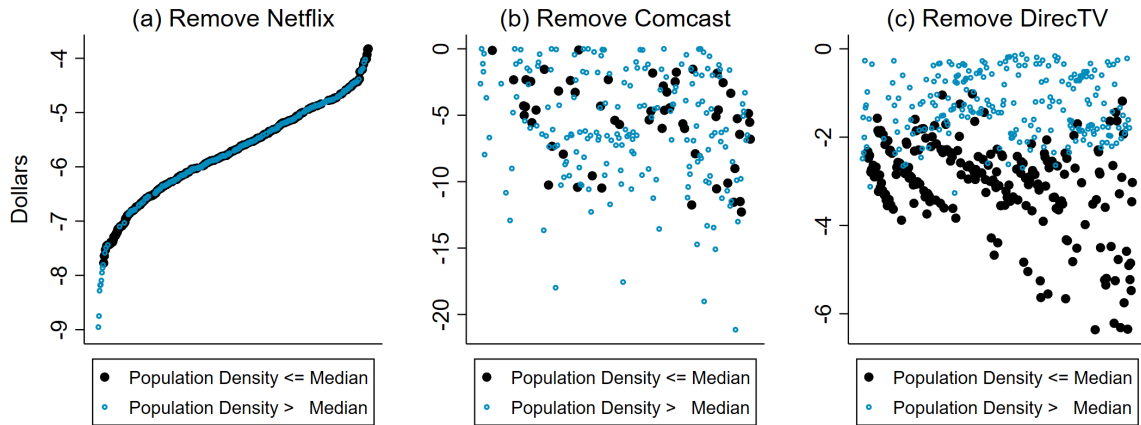 (a) Remove Netflix
Dollars
-4
-5
-6
-7
-8
-9
Population Density <= Median
Population Density > Median
(b) Remove Comcast
0
-5
-10
-15
-20
Population Density <= Median
Population Density > Median
(c) Remove DirecTV
0
-2
-4
-6
Population Density <= Median
Population Density > Median